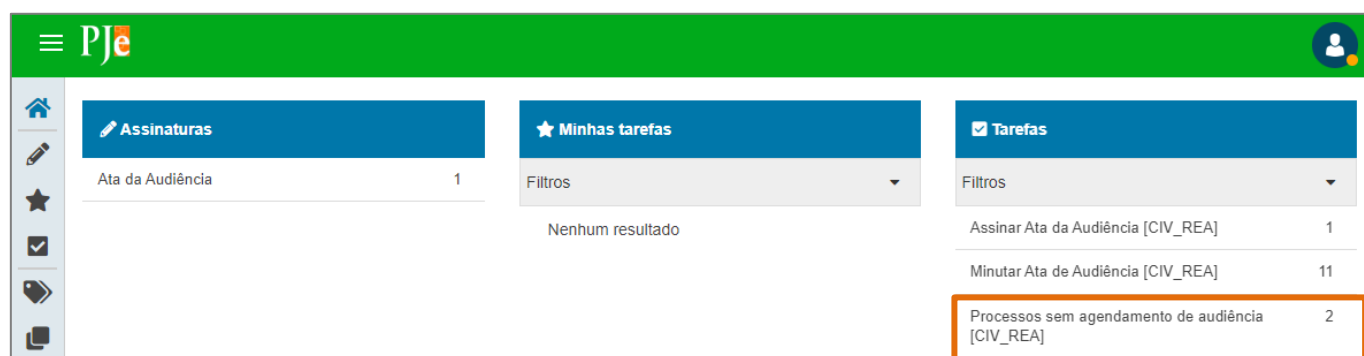 PJe
Assinaturas
Ata da Audiência 1
Minhas tarefas
Filtros
Nenhum resultado
Tarefas
Filtros
Assinar Ata da Audiência [CIV_REA] 1
Minutar Ata de Audiência [CIV_REA] 11
Processos sem agendamento de audiência 2
[CIV_REA]